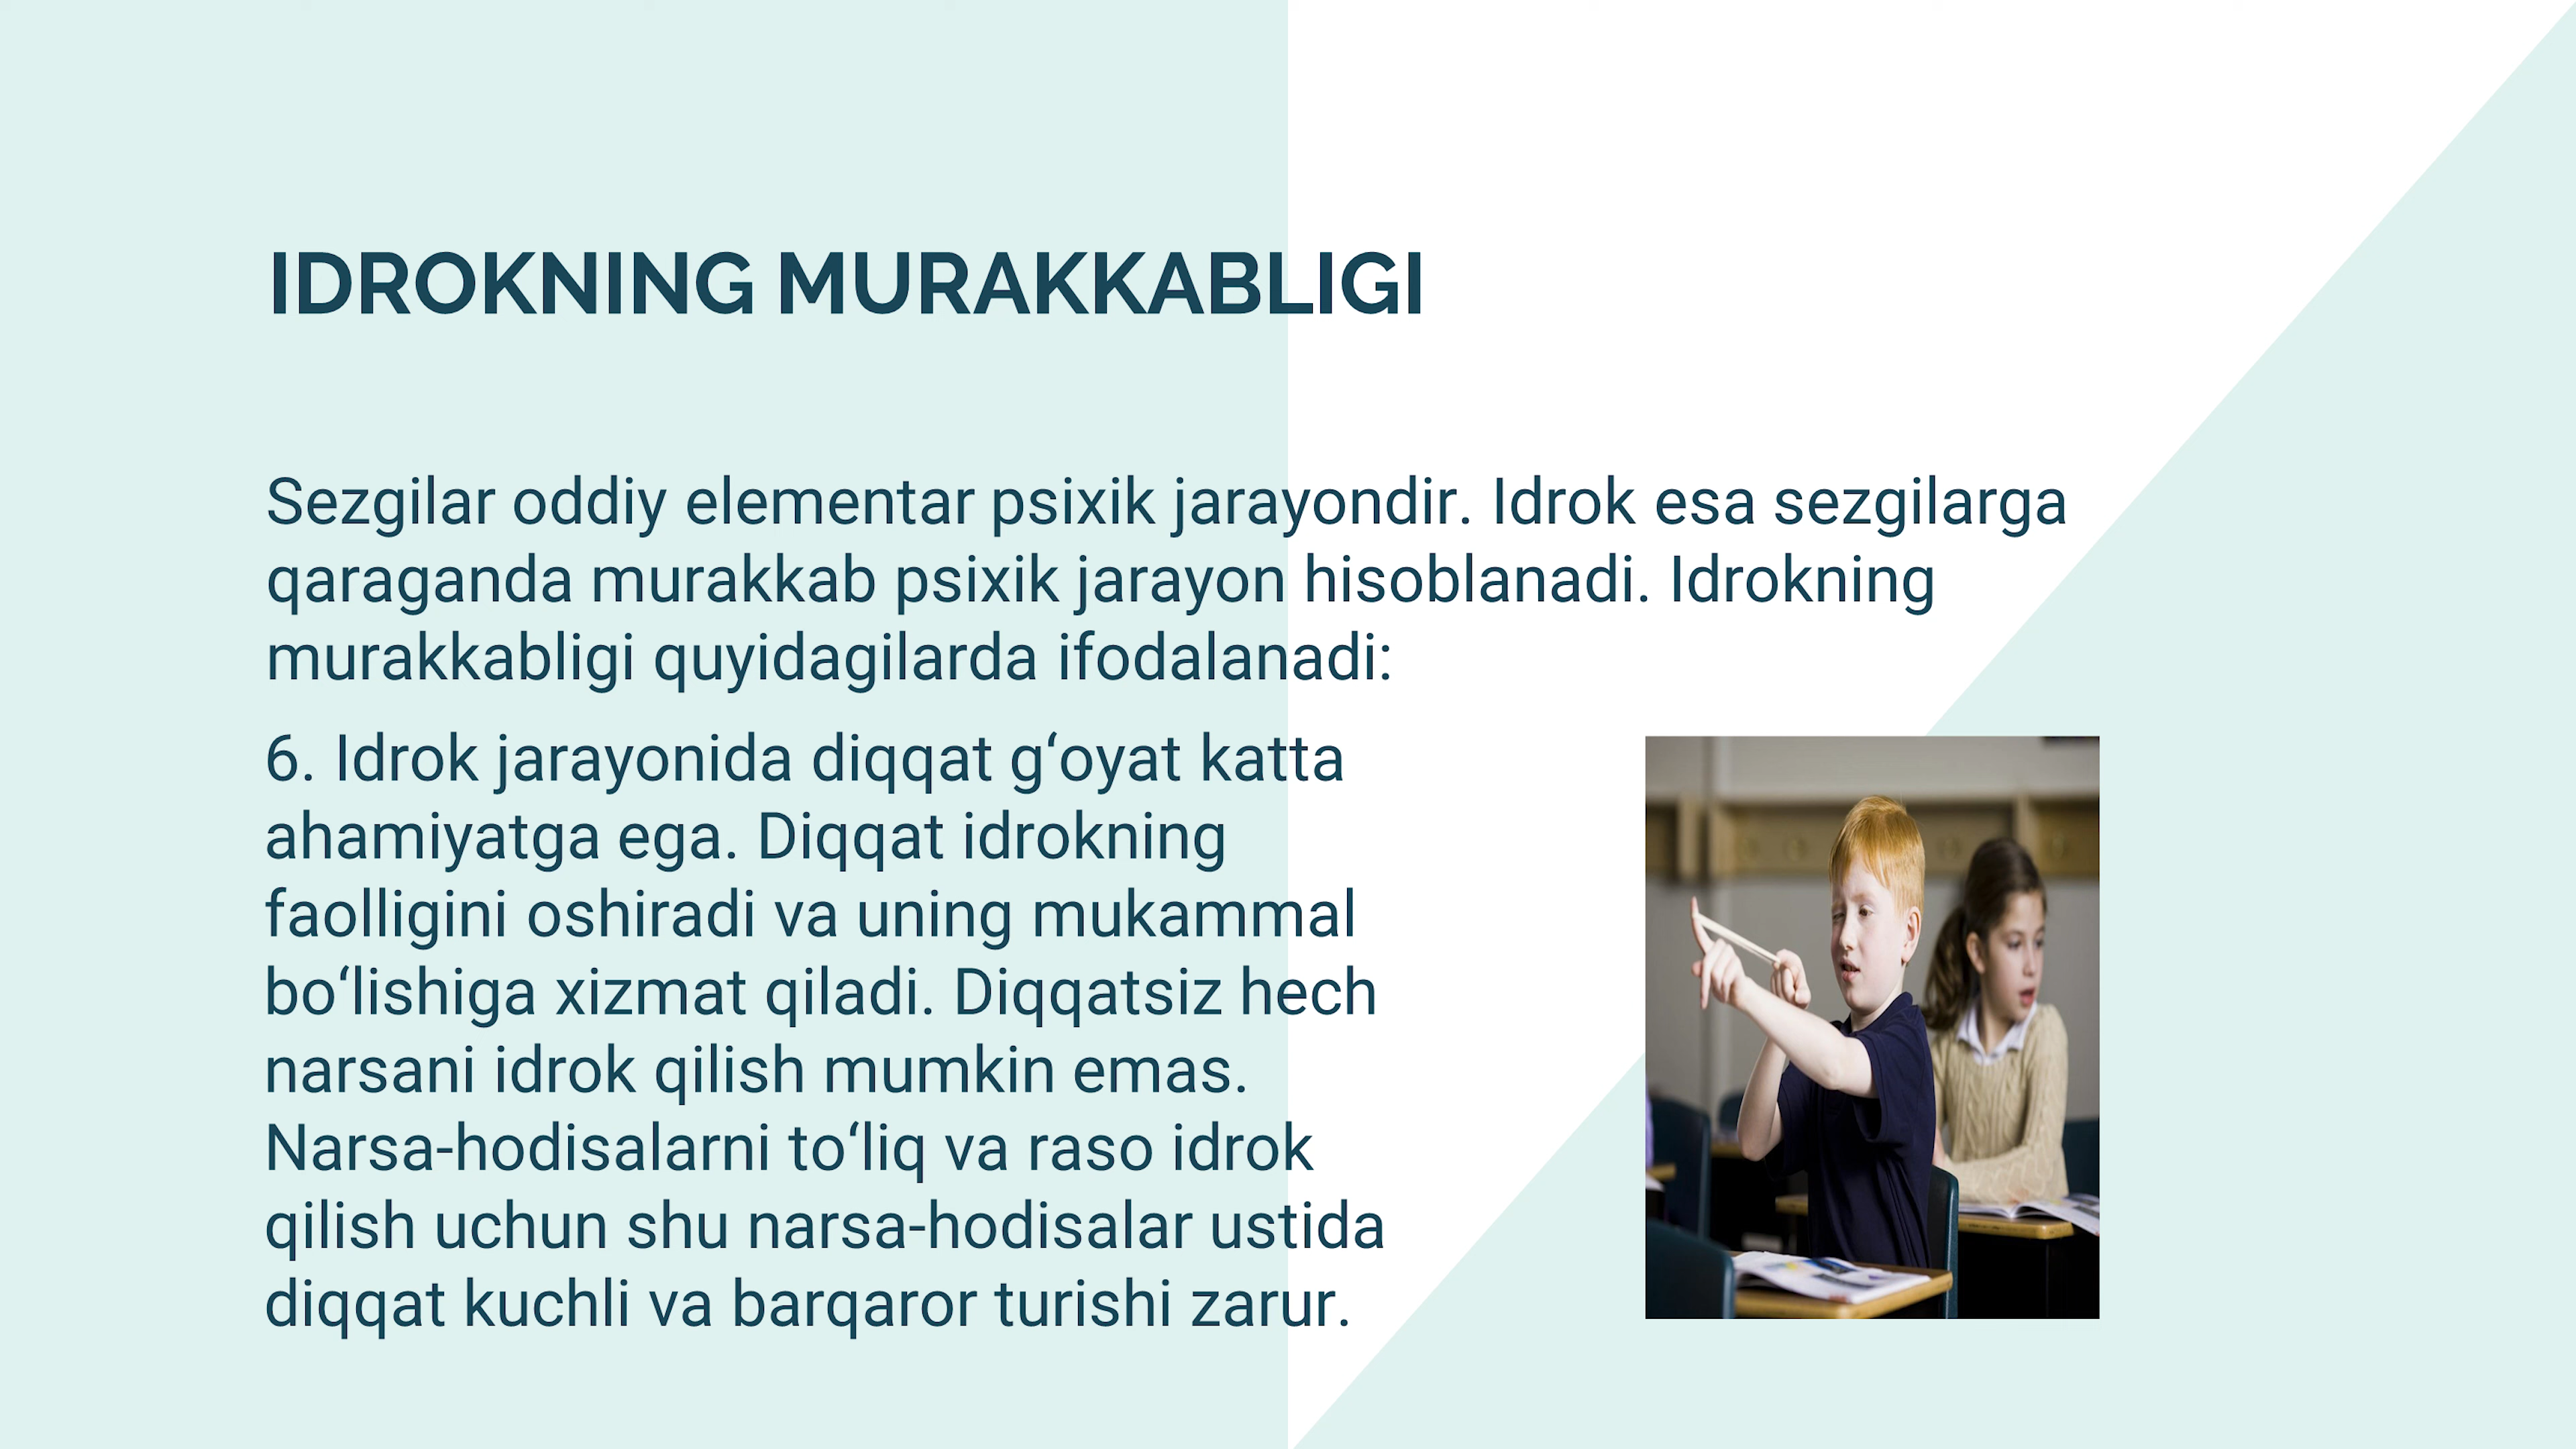 IDROKNING MURAKKABLIGI
Sezgilar oddiy elementar psixik jarayondir. Idrok esa sezgilarga
qaraganda murakkab psixik jarayon hisoblanadi. Idrokning
murakkabligi quyidagilarda ifodalanadi:
6. Idrok jarayonida diqqat g‘oyat katta
ahamiyatga ega. Diqqat idrokning
faolligini oshiradi va uning mukammal
bo‘lishiga xizmat qiladi. Diqqatsiz hech
narsani idrok qilish mumkin emas.
Narsa-hodisalarni to‘liq va raso idrok
qilish uchun shu narsa-hodisalar ustida
diqqat kuchli va barqaror turishi zarur.